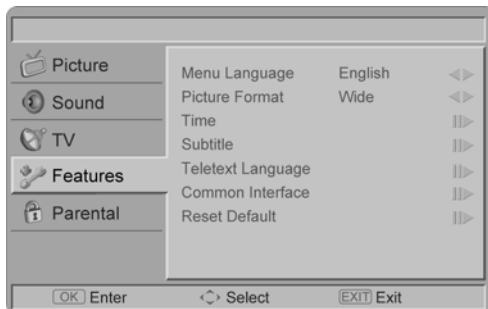 Picture
Sound
TV
Features
Parental
Menu Language English
Picture Format Wide
Time
Subtitle
Teletext Language
Common Interface
Reset Default
OK Enter Select EXIT Exit